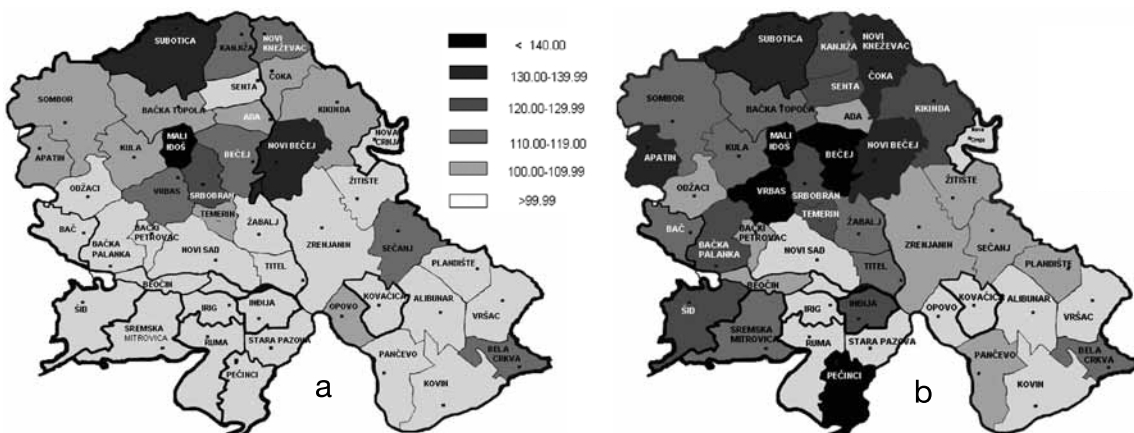 SUBOTICA
KANJIŽA
NOVI
KNEŽEVAC
SENTA
ČOKA
SOMBOR
BAČKA TOPOLA
ADA
KIKINDA
MALI
IĐOŠ
NOVA
CRNJA
APATIN
KULA
BEČEJ
NOVI BEČEJ
ODŽACI
VRBAS
SRBOBRAN
ŽITIŠTE
TEMERIN
BAČ
BAČKI
PETROVAC
ŽABALJ
BAČKA
PALANKA
NOVI SAD
ZRENJANIN
SEČANJ
TITEL
PLANDIŠTE
BEOČIN
ŠID
IRIG
INĐIJA
KOVAČICA
OPOVO
ALIBUNAR
VRŠAC
SREMSKA
MITROVICA
RUMA
STARA PAZOVA
PANČEVO
BELA
CRKVA
PEĆINCI
KOVIN
a
< 140.00
130.00-139.99
120.00-129.99
110.00-119.00
100.00-109.99
>99.99
SUBOTICA
KANJIŽA
NOVI
KNEŽEVAC
SENTA
ČOKA
SOMBOR
BAČKA TOPOČA
ADA
KIKINDA
MALI
IĐOŠ
APATIN
KULA
BEČEJ
NOVI BEČEJ
ODŽACI
VRBAS
SRBOBRAN
ŽITIŠTE
TEMERIN
BAČ
BAČKI
PETROVAC
ŽABALJ
BAČKA
PALANKA
NOVI SAD
ZRENJANIN
SEČANJ
TITEL
PLANDIŠTE
BEOČIN
ŠID
IRIG
INĐIJA
KOVAČICA
OPOVO
ALIBUNAR
VRŠAC
SREMSKA
MITROVICA
RUMA
STARA PAZOVA
PANČEVO
BELA
CRKVA
PEĆINCI
KOVIN
b